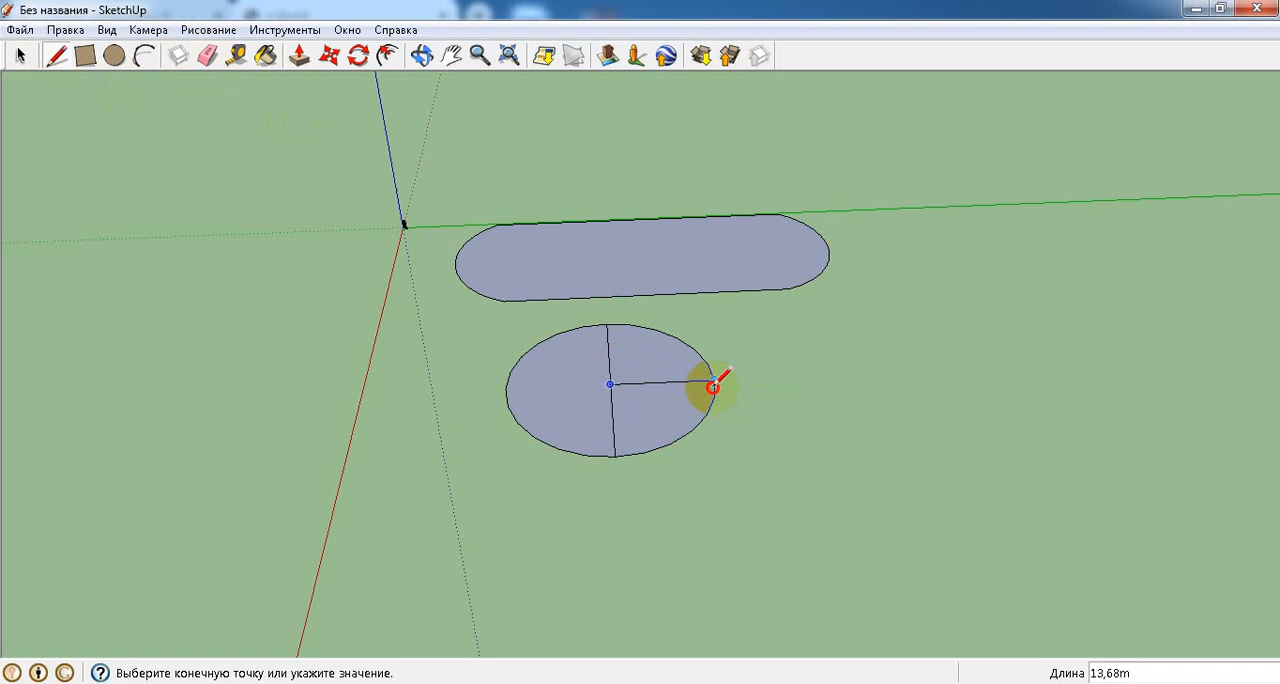 Без названия - SketchUp
Файл Правка Вид Камера Рисование Инструменты Окно Справка
Выберите конечную точку или укажите значение. Длина 13,68m